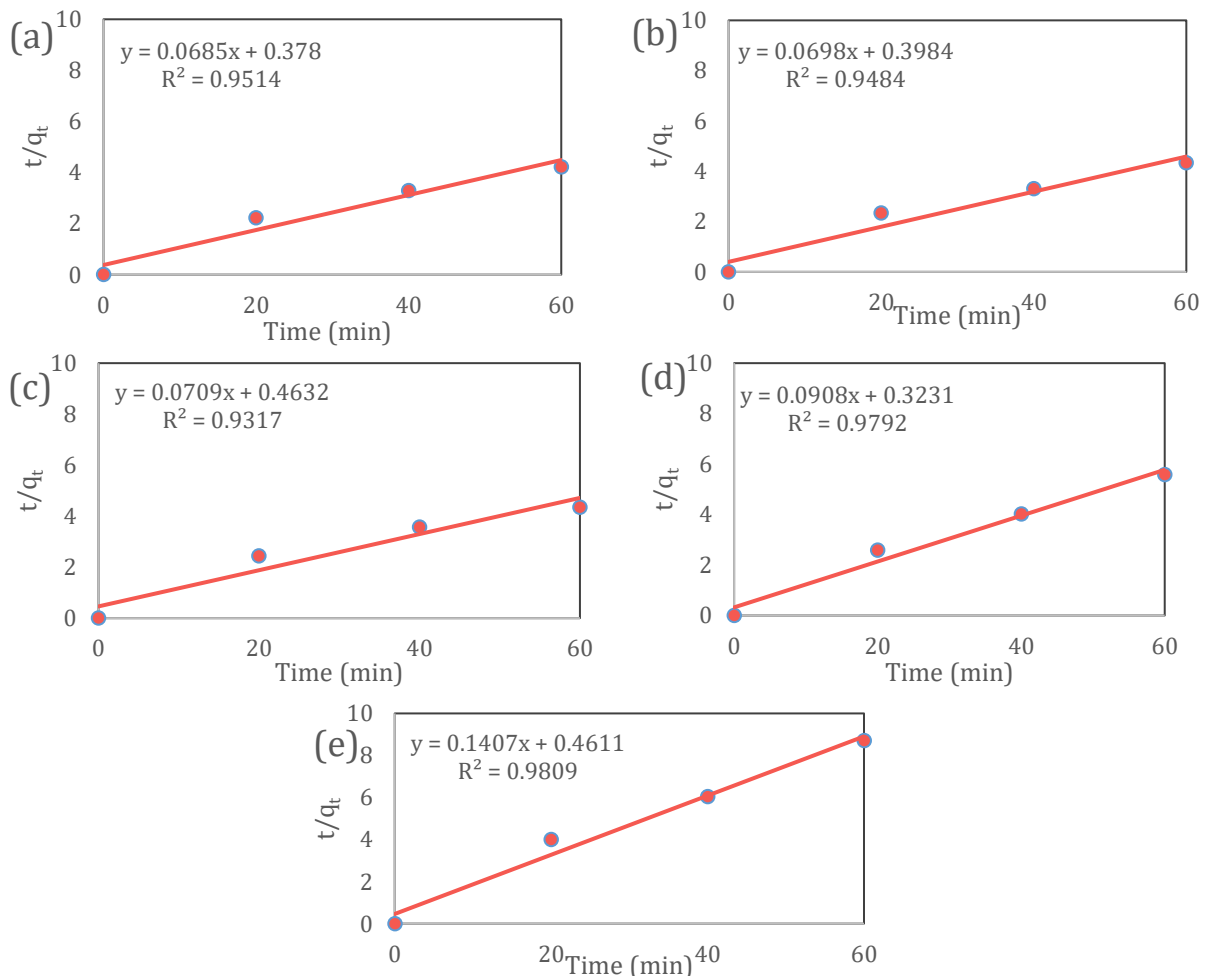 (a)
y = 0.0685x + 0.378
R² = 0.9514
10
8
6
4
2
0
t/qₜ
0 20 40 60
Time (min)
(b)
y = 0.0698x + 0.3984
R² = 0.9484
10
8
6
4
2
0
t/qₜ
0 20 40 60
Time (min)
(c)
y = 0.0709x + 0.4632
R² = 0.9317
10
8
6
4
2
0
t/qₜ
0 20 40 60
Time (min)
(d)
y = 0.0908x + 0.3231
R² = 0.9792
10
8
6
4
2
0
t/qₜ
0 20 40 60
Time (min)
(e)
y = 0.1407x + 0.4611
R² = 0.9809
10
8
6
4
2
0
t/qₜ
0 20 40 60
Time (min)